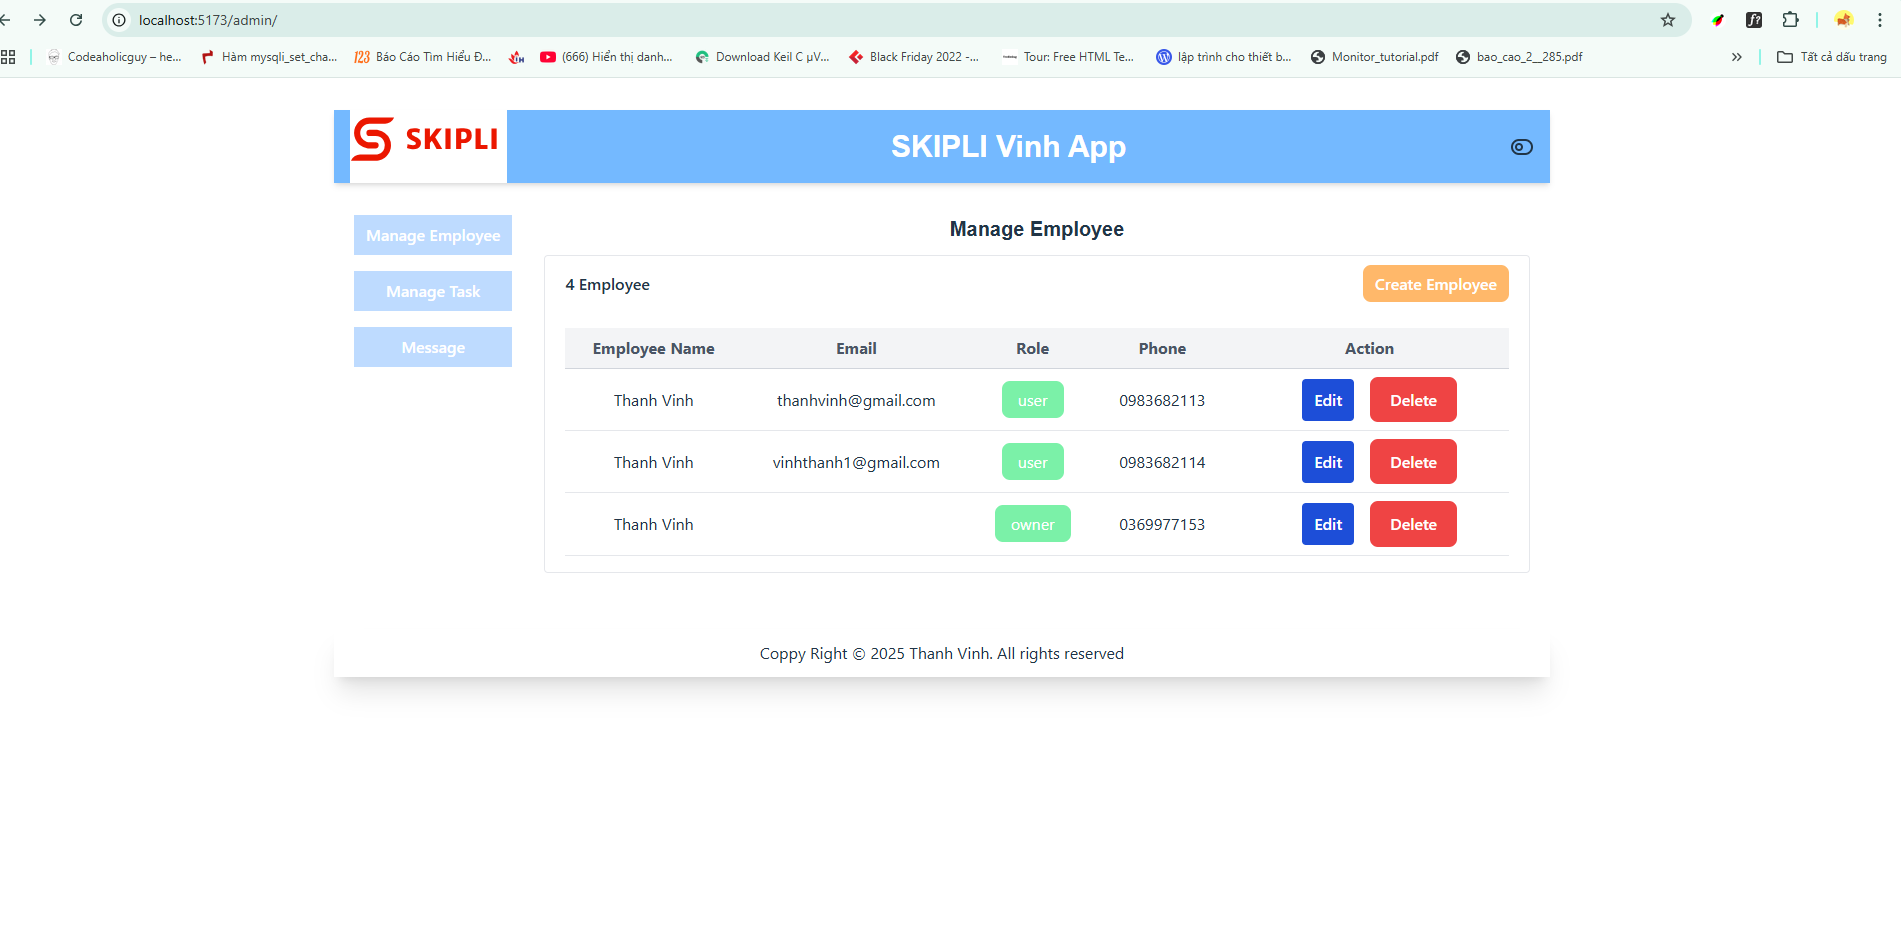 localhost:5173/admin/
Codeaholicguy – he...
Hàm mysqli_set_cha...
123 Báo Cáo Tìm Hiểu Đ...
(666) Hiển thị danh...
Download Keil C µV...
Black Friday 2022 -...
Tour: Free HTML Te...
lập trình cho thiết b...
Monitor_tutorial.pdf
bao_cao_2__285.pdf
»
Tất cả dấu trang
SKIPLI
SKIPLI Vinh App
Manage Employee
Manage Task
Message
Manage Employee
4 Employee
Create Employee
Employee Name Email Role Phone Action
Thanh Vinh thanhvinh@gmail.com user 0983682113 Edit Delete
Thanh Vinh vinhthanh1@gmail.com user 0983682114 Edit Delete
Thanh Vinh owner 0369977153 Edit Delete
Coppy Right © 2025 Thanh Vinh. All rights reserved